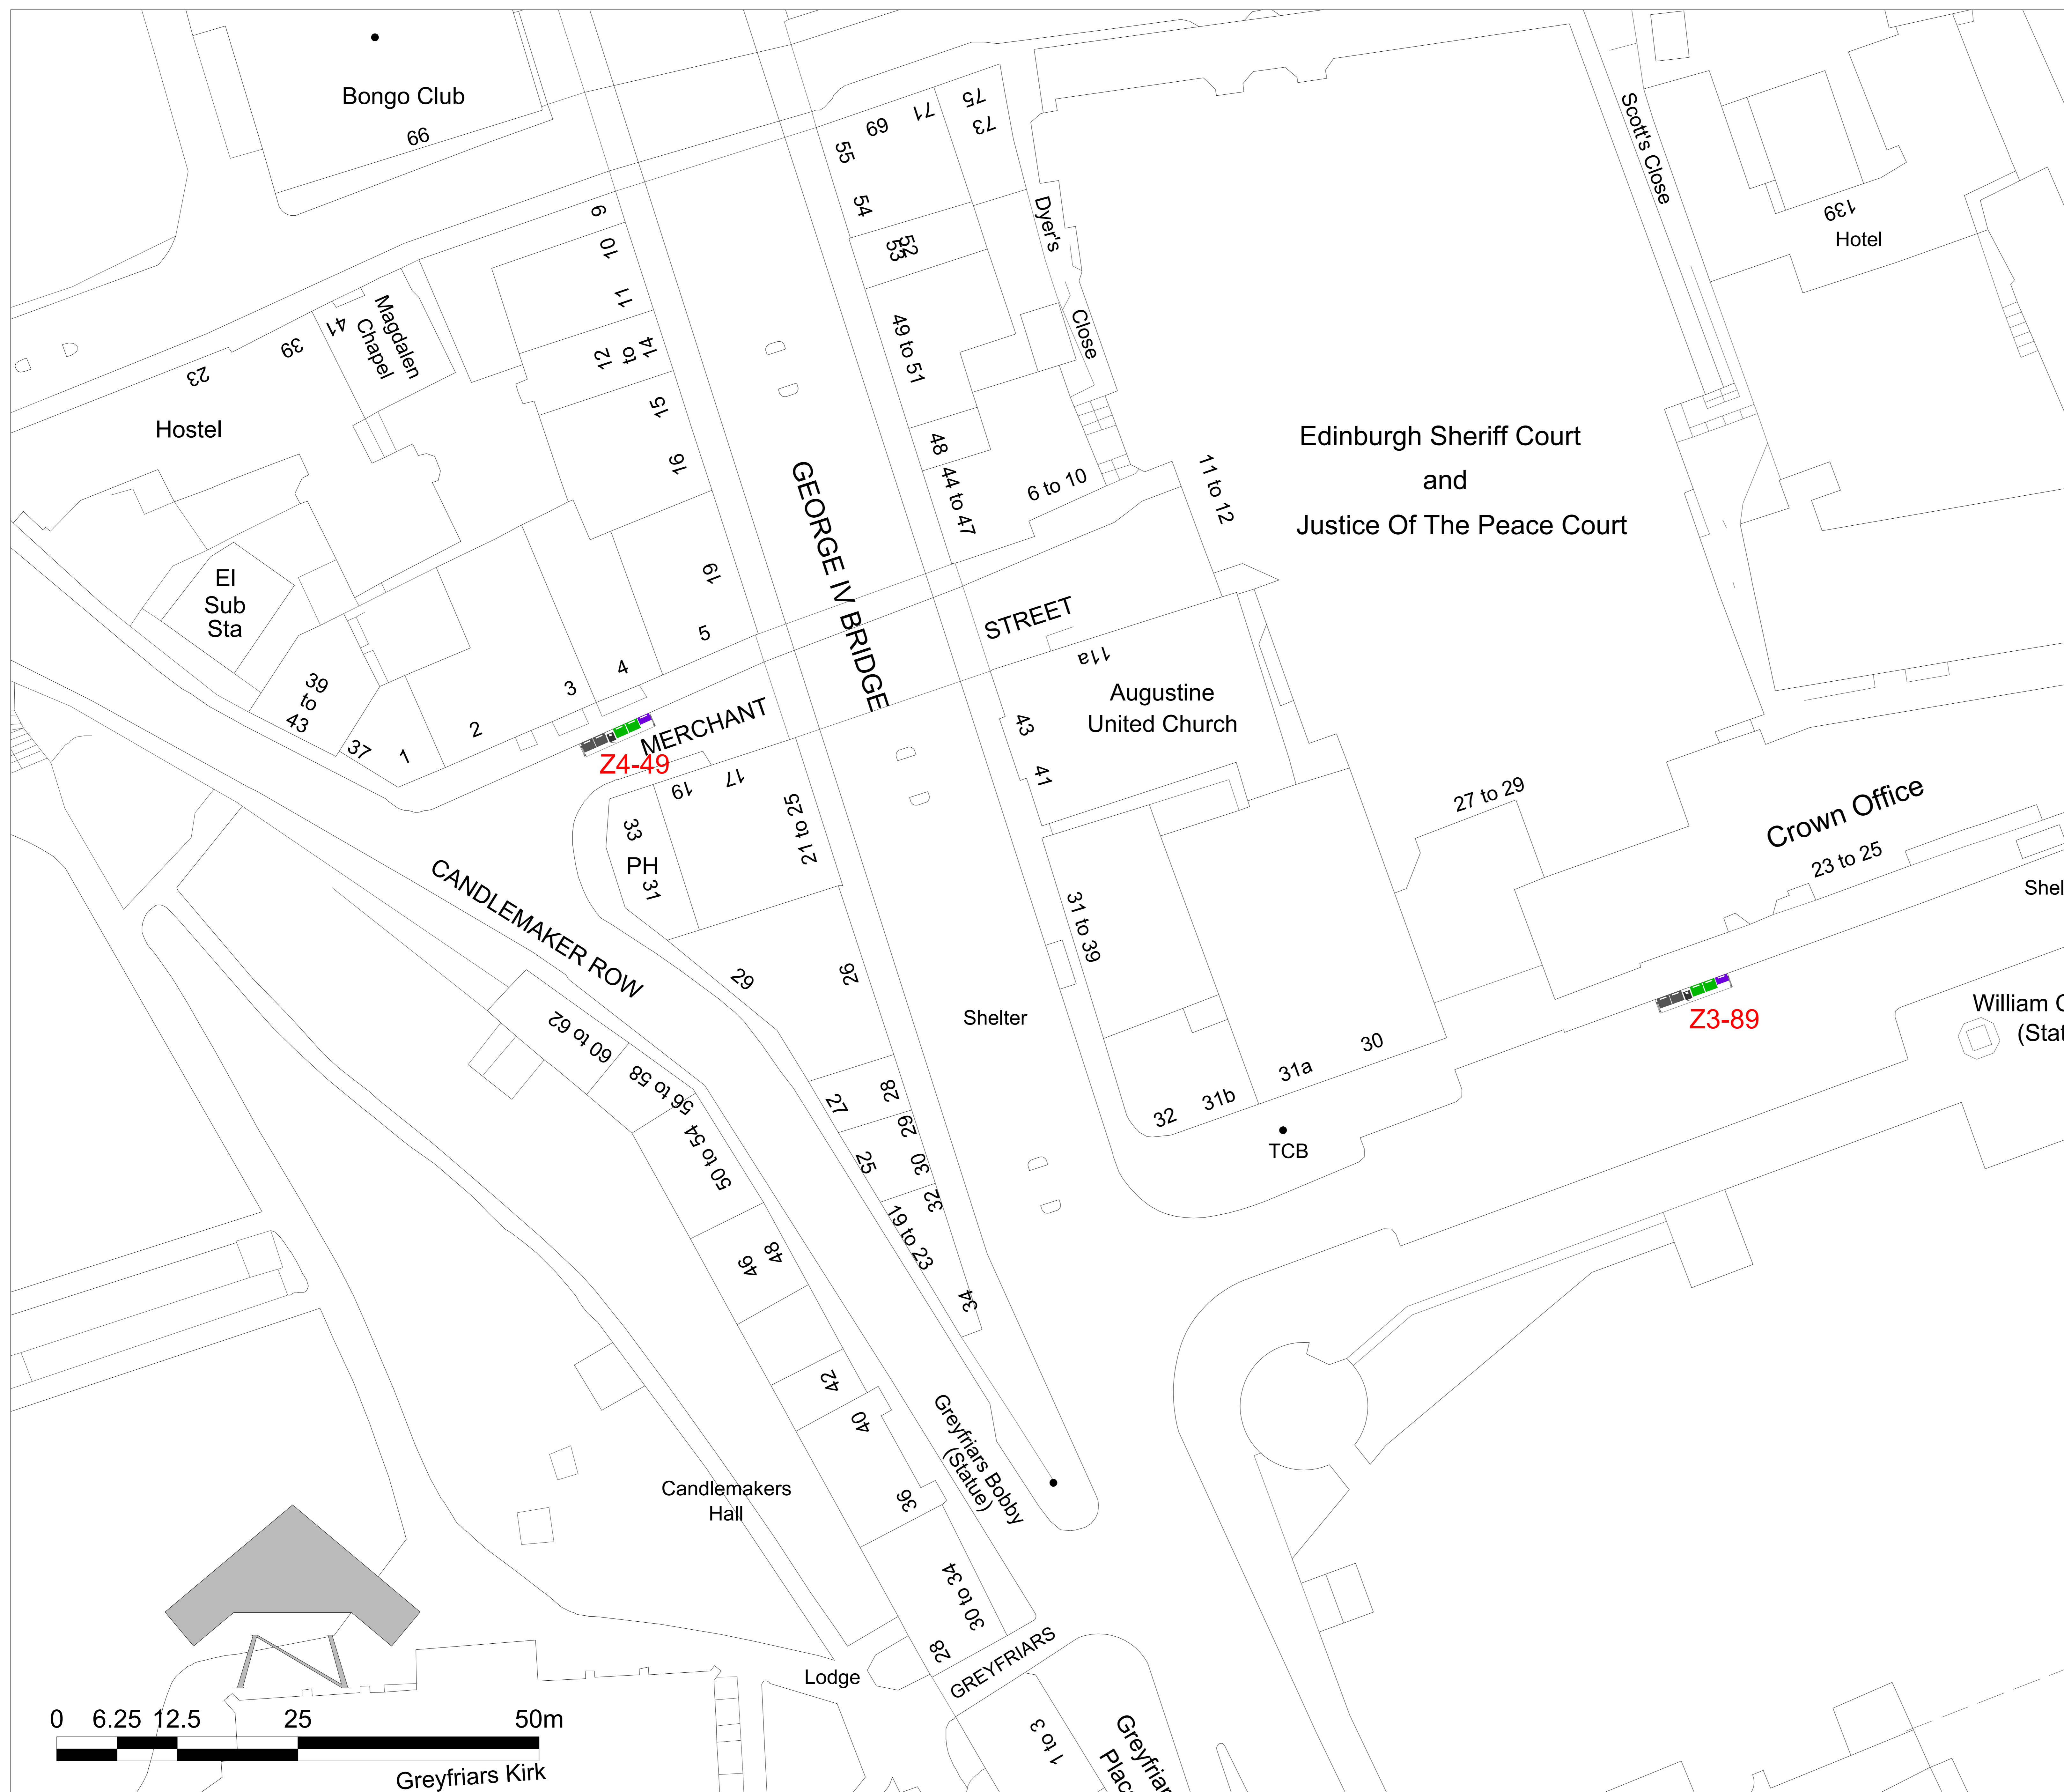 Bongo Club
66
55
69
71
75
73
54
53
52
Dyer's
Close
Scott's Close
139
Hotel
9
10
11
12
to
14
15
16
19
5
Magdalen
Chapel
41
39
23
Hostel
49 to 51
48
44 to 47
6 to 10
11 to 12
Edinburgh Sheriff Court
and
Justice Of The Peace Court
GEORGE IV BRIDGE
El
Sub
Sta
39
to
43
37
1
2
3
4
MERCHANT
STREET
Z4-49
11a
Augustine
United Church
43
41
19
17
21 to 25
33
PH
31
CANDLEMAKER ROW
29
26
31 to 39
27 to 29
Crown Office
23 to 25
Shel
Z3-89
William G
(Stat
Shelter
60 to 62
56 to 58
50 to 54
27
28
29
25
30
32
19 to 23
34
32
31b
31a
30
TCB
46
48
42
40
36
Greyfriars Bobby
(Statue)
Candlemakers
Hall
30 to 34
28
GREYFRIARS
Lodge
1 to 3
Greyfriar
Plac
0 6.25 12.5 25 50m
Greyfriars Kirk